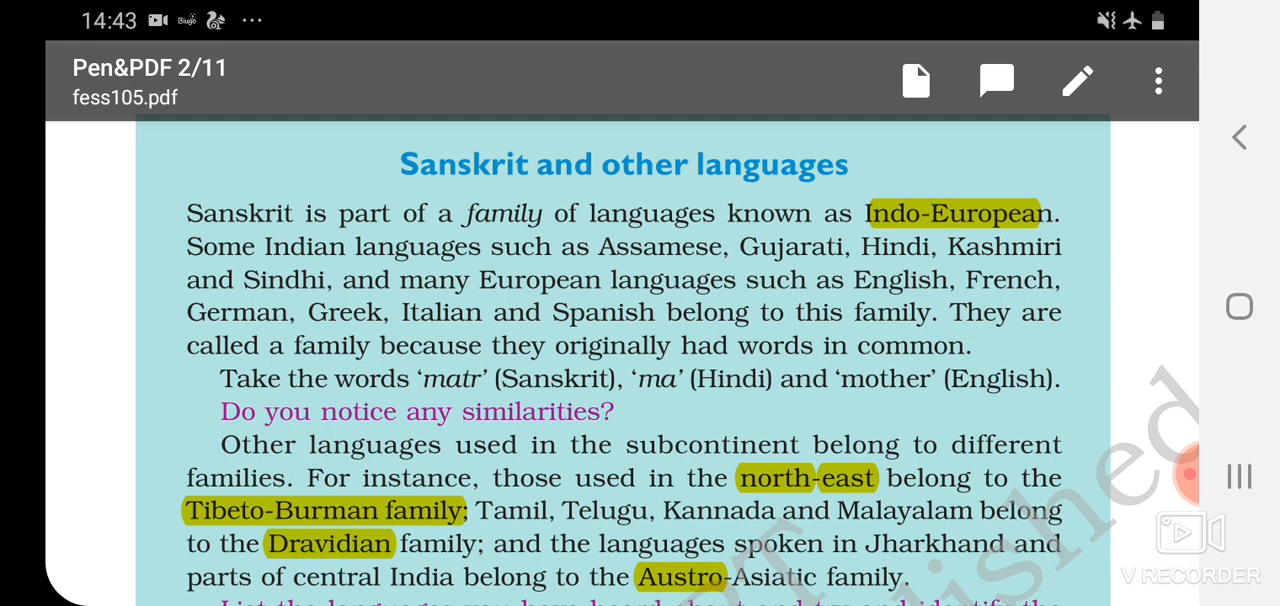 14:43 Biugo ...
Pen&PDF 2/11
fess105.pdf
Sanskrit and other languages
Sanskrit is part of a family of languages known as Indo-European.
Some Indian languages such as Assamese, Gujarati, Hindi, Kashmiri
and Sindhi, and many European languages such as English, French,
German, Greek, Italian and Spanish belong to this family. They are
called a family because they originally had words in common.
Take the words ‘matr’ (Sanskrit), ‘ma’ (Hindi) and ‘mother’ (English).
Do you notice any similarities?
Other languages used in the subcontinent belong to different
families. For instance, those used in the north-east belong to the
Tibeto-Burman family; Tamil, Telugu, Kannada and Malayalam belong
to the Dravidian family; and the languages spoken in Jharkhand and
parts of central India belong to the Austro-Asiatic family.
V RECORDER